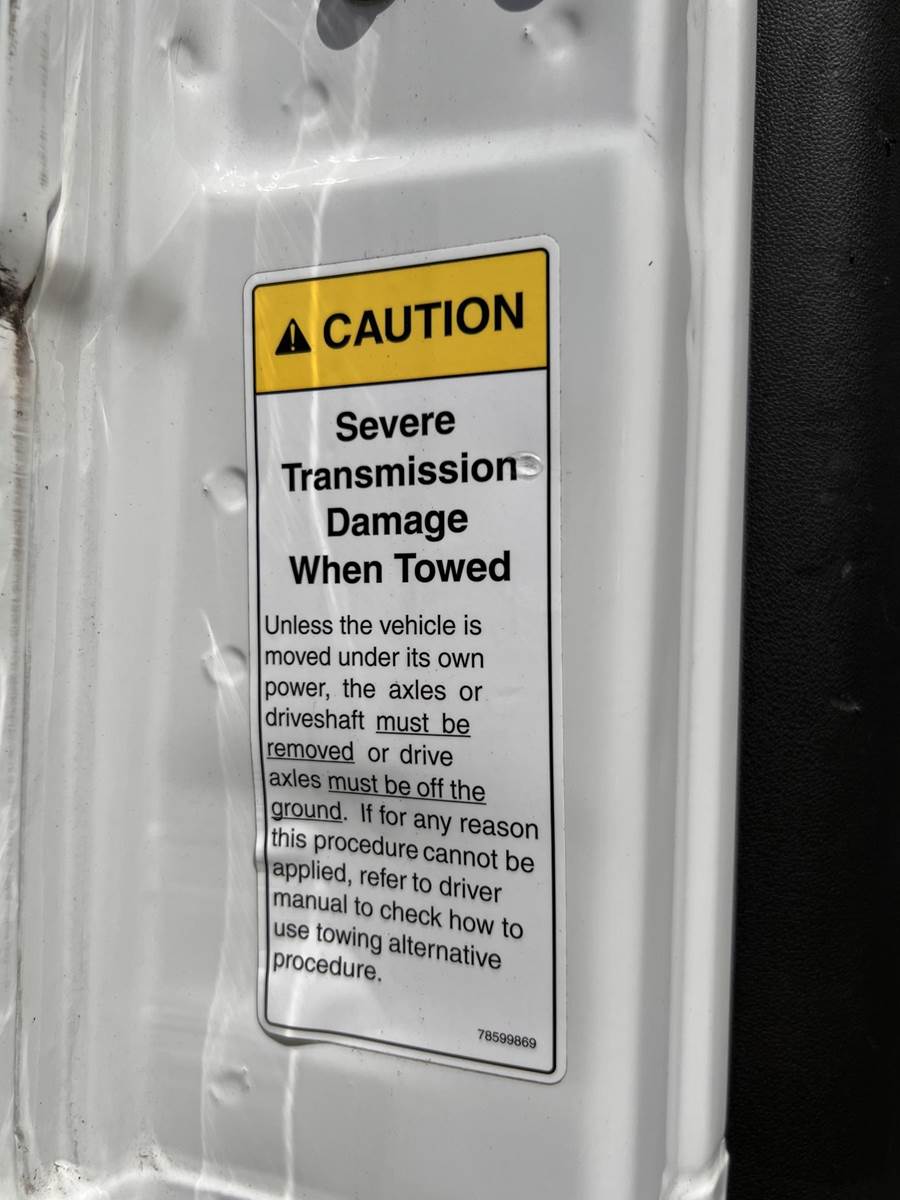 CAUTION
Severe
Transmission
Damage
When Towed
Unless the vehicle is
moved under its own
power, the axles or
driveshaft must be
removed or drive
axles must be off the
ground. If for any reason
this procedure cannot be
applied, refer to driver
manual to check how to
use towing alternative
procedure.
78599869